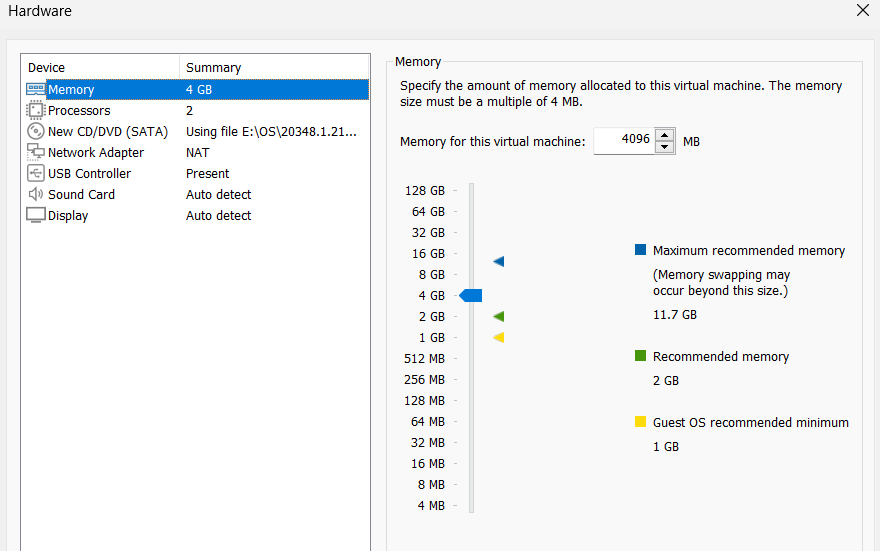 Hardware
Device Summary
Memory 4 GB
Processors 2
New CD/DVD (SATA) Using file E:\OS\20348.1.21...
Network Adapter NAT
USB Controller Present
Sound Card Auto detect
Display Auto detect
Memory
Specify the amount of memory allocated to this virtual machine. The memory
size must be a multiple of 4 MB.
Memory for this virtual machine: 4096 MB
128 GB
64 GB
32 GB
16 GB
8 GB
4 GB
2 GB
1 GB
512 MB
256 MB
128 MB
64 MB
32 MB
16 MB
8 MB
4 MB
Maximum recommended memory
(Memory swapping may
occur beyond this size.)
11.7 GB
Recommended memory
2 GB
Guest OS recommended minimum
1 GB